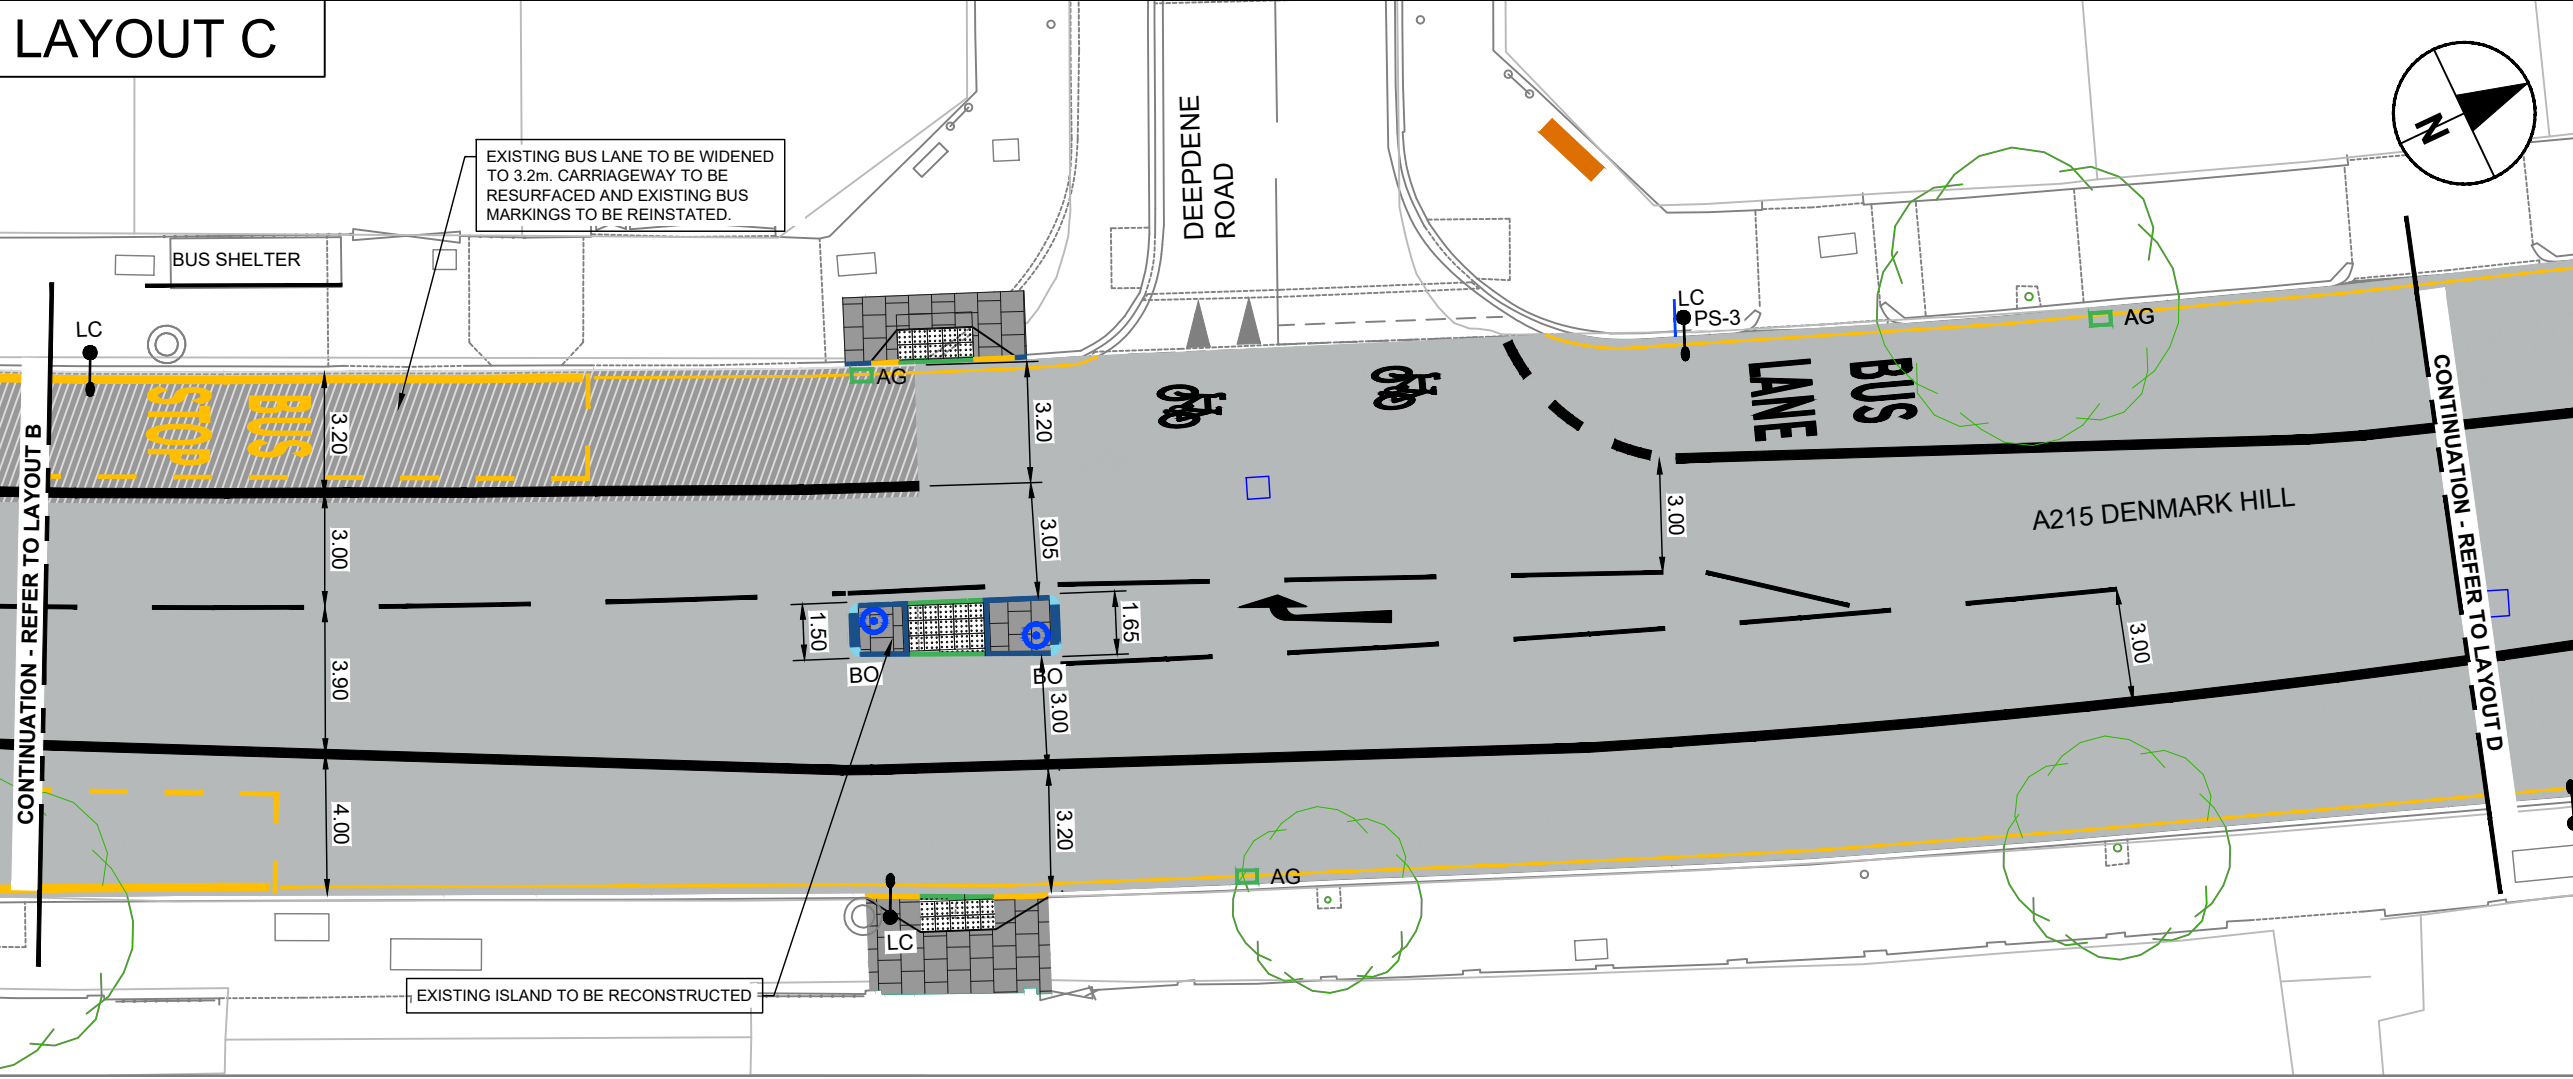 LAYOUT C
EXISTING BUS LANE TO BE WIDENED
TO 3.2m. CARRIAGEWAY TO BE
RESURFACED AND EXISTING BUS
MARKINGS TO BE REINSTATED.
DEEPDENE
ROAD
N
BUS SHELTER
LC
LC
PS-3
AG
AG
BUS
STOP
BUS
LANE
3.20
3.20
3.00
3.05
3.00
A215 DENMARK HILL
CONTINUATION - REFER TO LAYOUT B
CONTINUATION - REFER TO LAYOUT D
1.50
1.65
3.00
BO
BO
3.90
3.00
4.00
3.20
AG
LC
EXISTING ISLAND TO BE RECONSTRUCTED